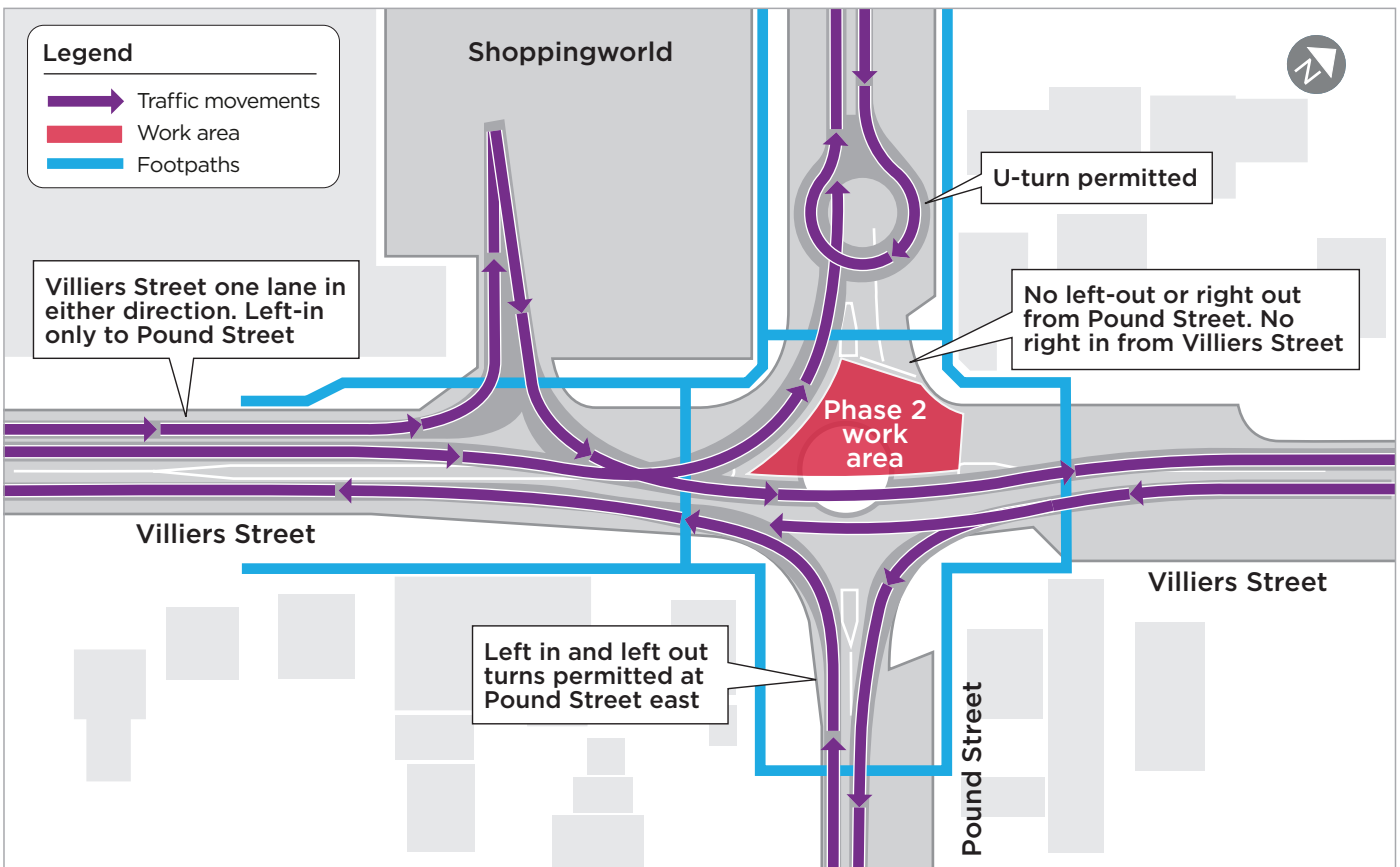 Legend
Traffic movements
Work area
Footpaths
Shoppingworld
N
U-turn permitted
Villiers Street one lane in
either direction. Left-in
only to Pound Street
No left-out or right out
from Pound Street. No
right in from Villiers Street
Phase 2
work
area
Villiers Street
Villiers Street
Left in and left out
turns permitted at
Pound Street east
Pound Street